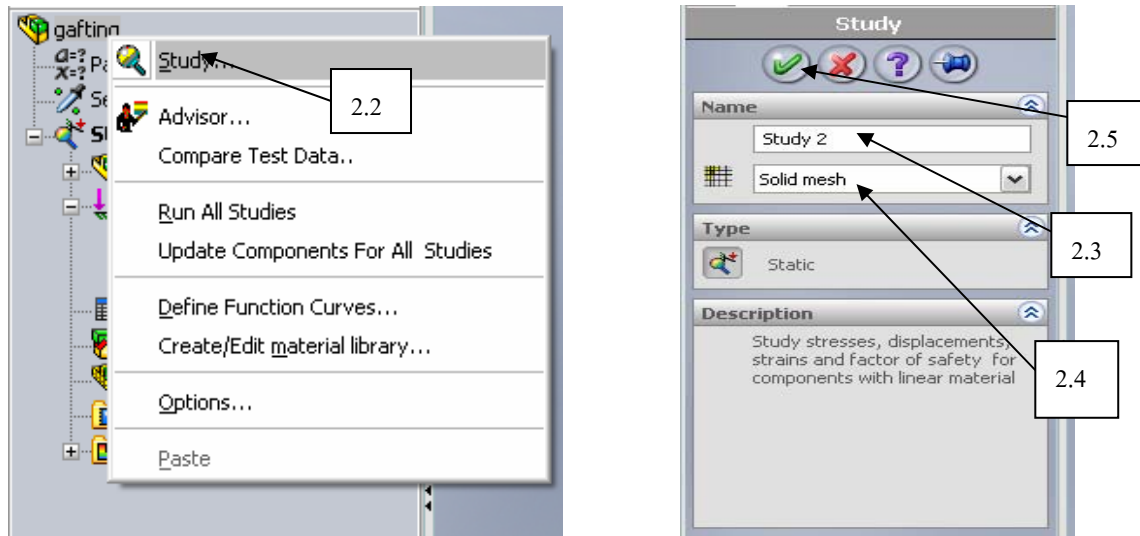 gafting
Study...
2.2
Advisor...
Compare Test Data..
Run All Studies
Update Components For All Studies
Define Function Curves...
Create/Edit material library...
Options...
Paste
Study
Name
Study 2
Solid mesh
Type
Static
Description
Study stresses, displacements,
strains and factor of safety for
components with linear material
2.5
2.3
2.4